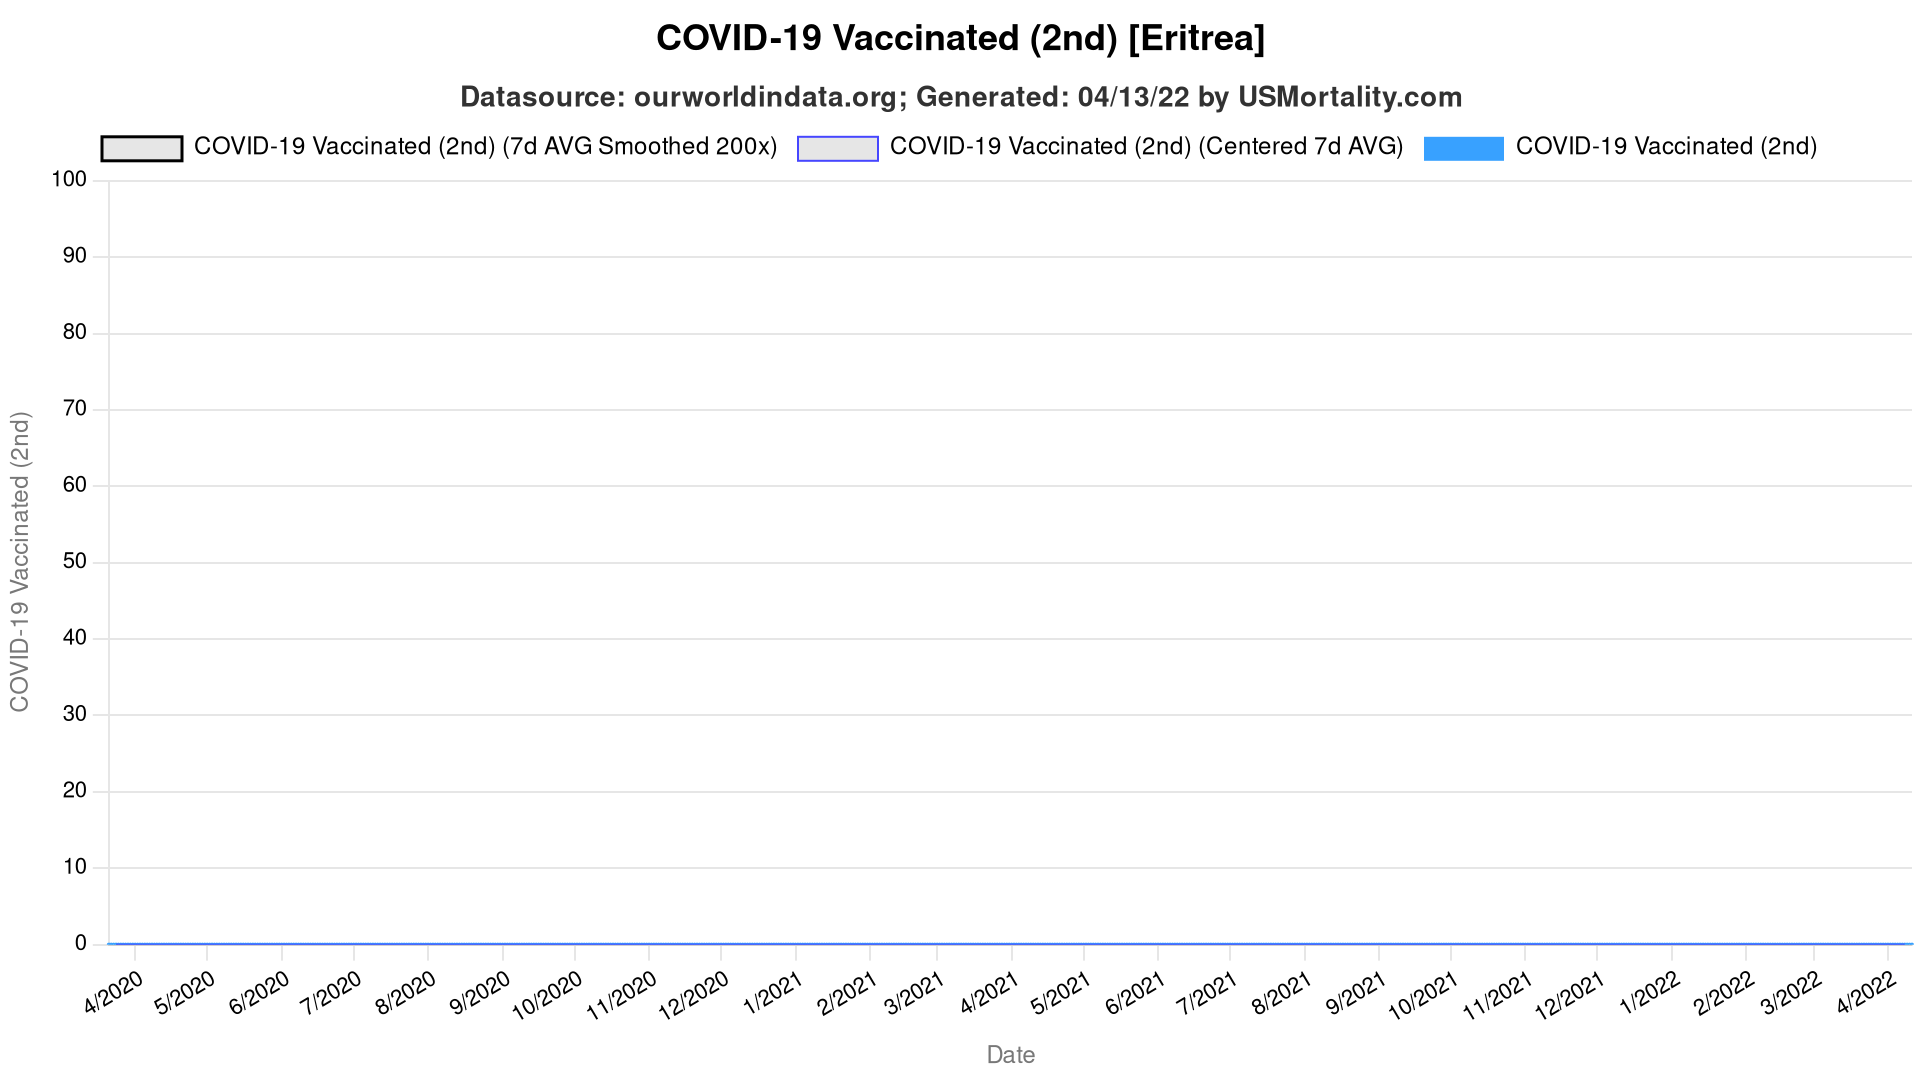 COVID-19 Vaccinated (2nd) [Eritrea]
Datasource: ourworldindata.org; Generated: 04/13/22 by USMortality.com
COVID-19 Vaccinated (2nd) (7d AVG Smoothed 200x) COVID-19 Vaccinated (2nd) (Centered 7d AVG) COVID-19 Vaccinated (2nd)
COVID-19 Vaccinated (2nd)
100
90
80
70
60
50
40
30
20
10
0
4/2020 5/2020 6/2020 7/2020 8/2020 9/2020 10/2020 11/2020 12/2020 1/2021 2/2021 3/2021 4/2021 5/2021 6/2021 7/2021 8/2021 9/2021 10/2021 11/2021 12/2021 1/2022 2/2022 3/2022 4/2022
Date